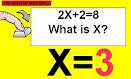 2X+2=8
What is X?
X=3